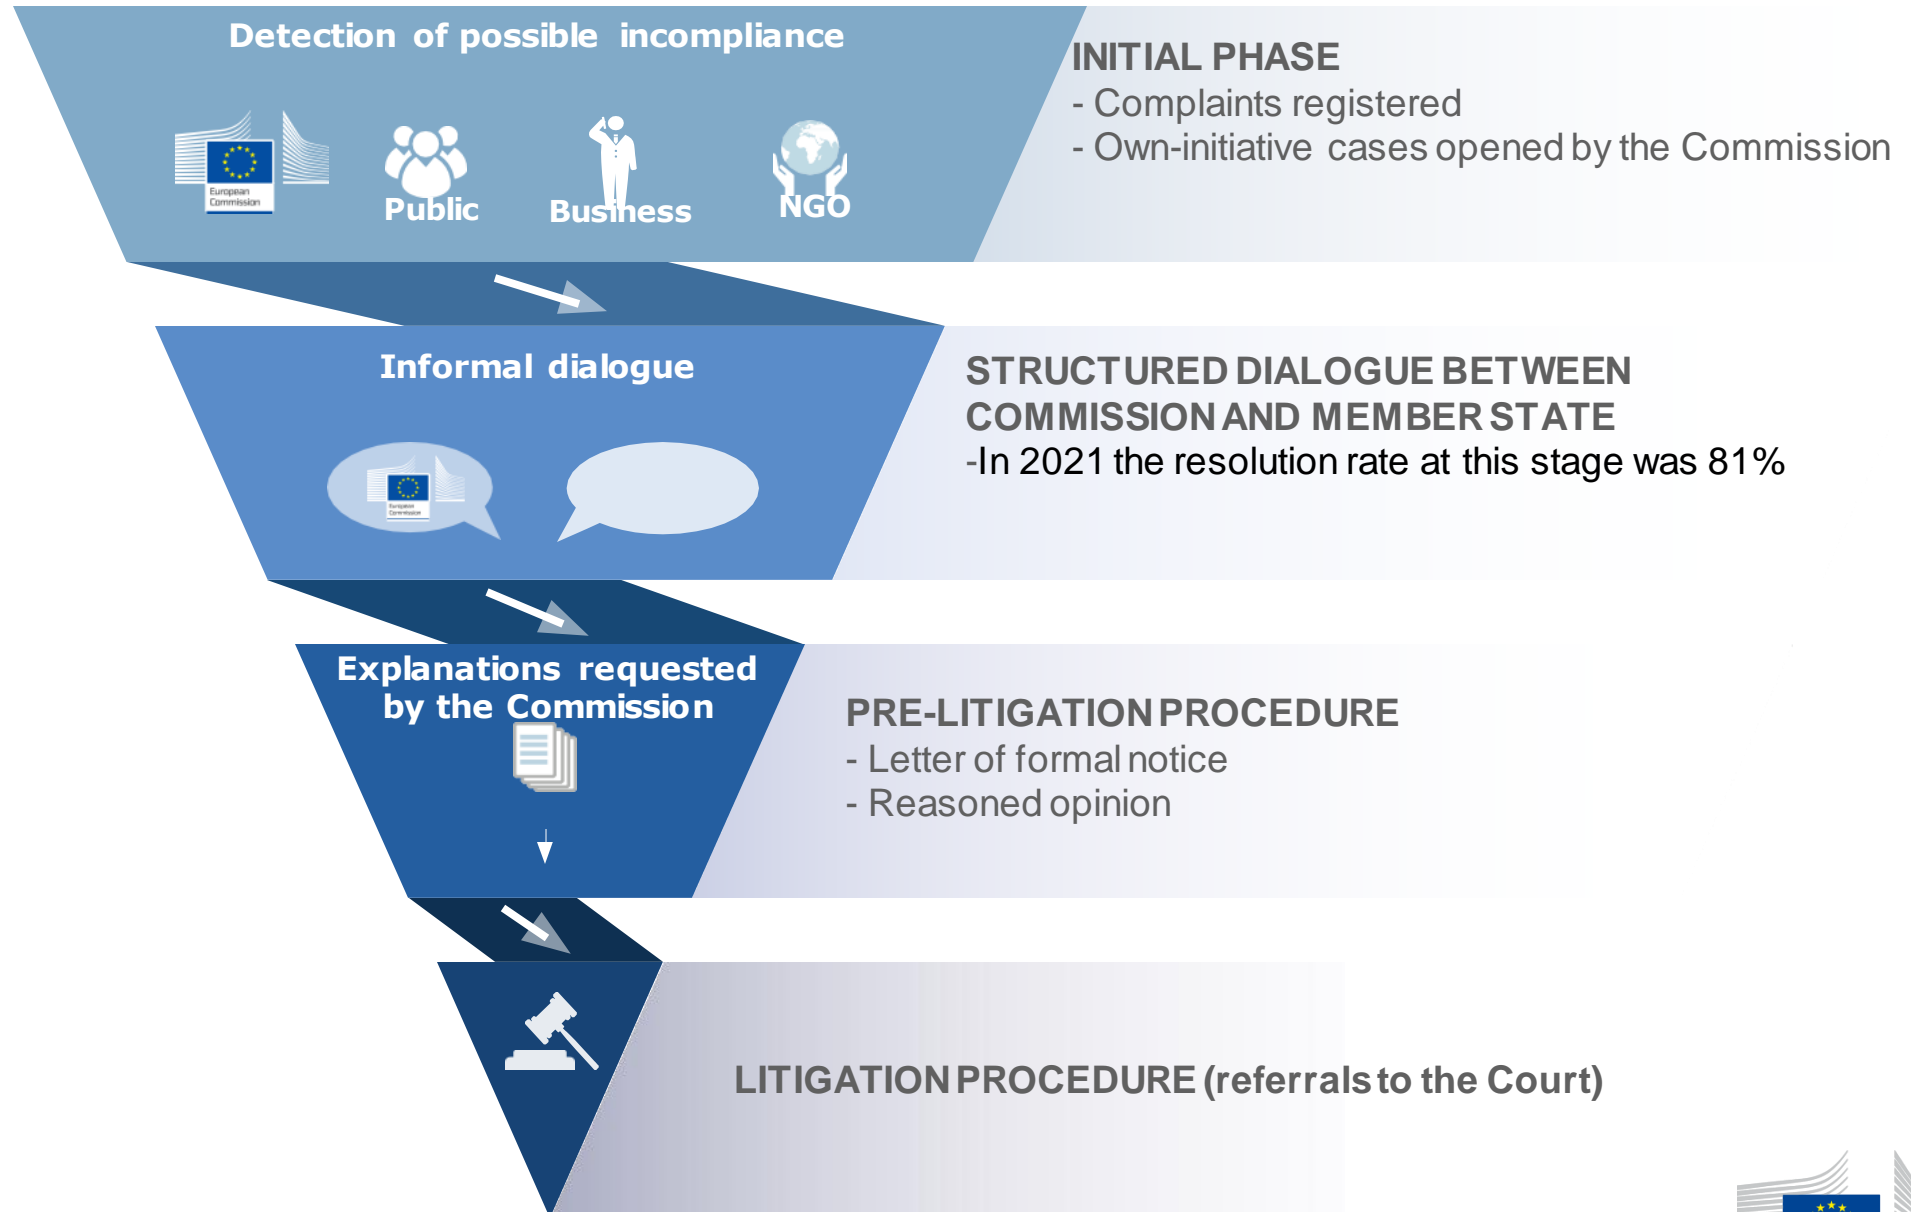 Detection of possible incompliance
INITIAL PHASE
- Complaints registered
- Own-initiative cases opened by the Commission
European
Commission
Public
Business
NGO
Informal dialogue
STRUCTURED DIALOGUE BETWEEN
COMMISSION AND MEMBER STATE
-In 2021 the resolution rate at this stage was 81%
European
Commission
Explanations requested
by the Commission
PRE-LITIGATION PROCEDURE
- Letter of formal notice
- Reasoned opinion
LITIGATION PROCEDURE (referrals to the Court)